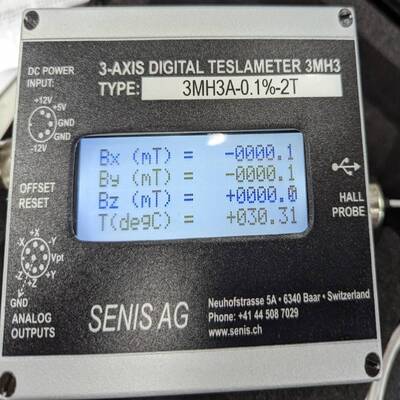 3-AXIS DIGITAL TESLAMETER 3MH3
TYPE: 3MH3A-0.1%-2T
DC POWER
INPUT:
+12V
+5V
GND
GND
-12V
Bx (mT) = -0000.1
By (mT) = -0000.1
Bz (mT) = +0000.0
T(degC) = +030.31
OFFSET
RESET
HALL
PROBE
+X
-X
+Y
Vpt
-Y
+Z
-Z
GND
ANALOG
OUTPUTS
SENIS AG
Neuhofstrasse 5A • 6340 Baar • Switzerland
Phone: +41 44 508 7029
www.senis.ch